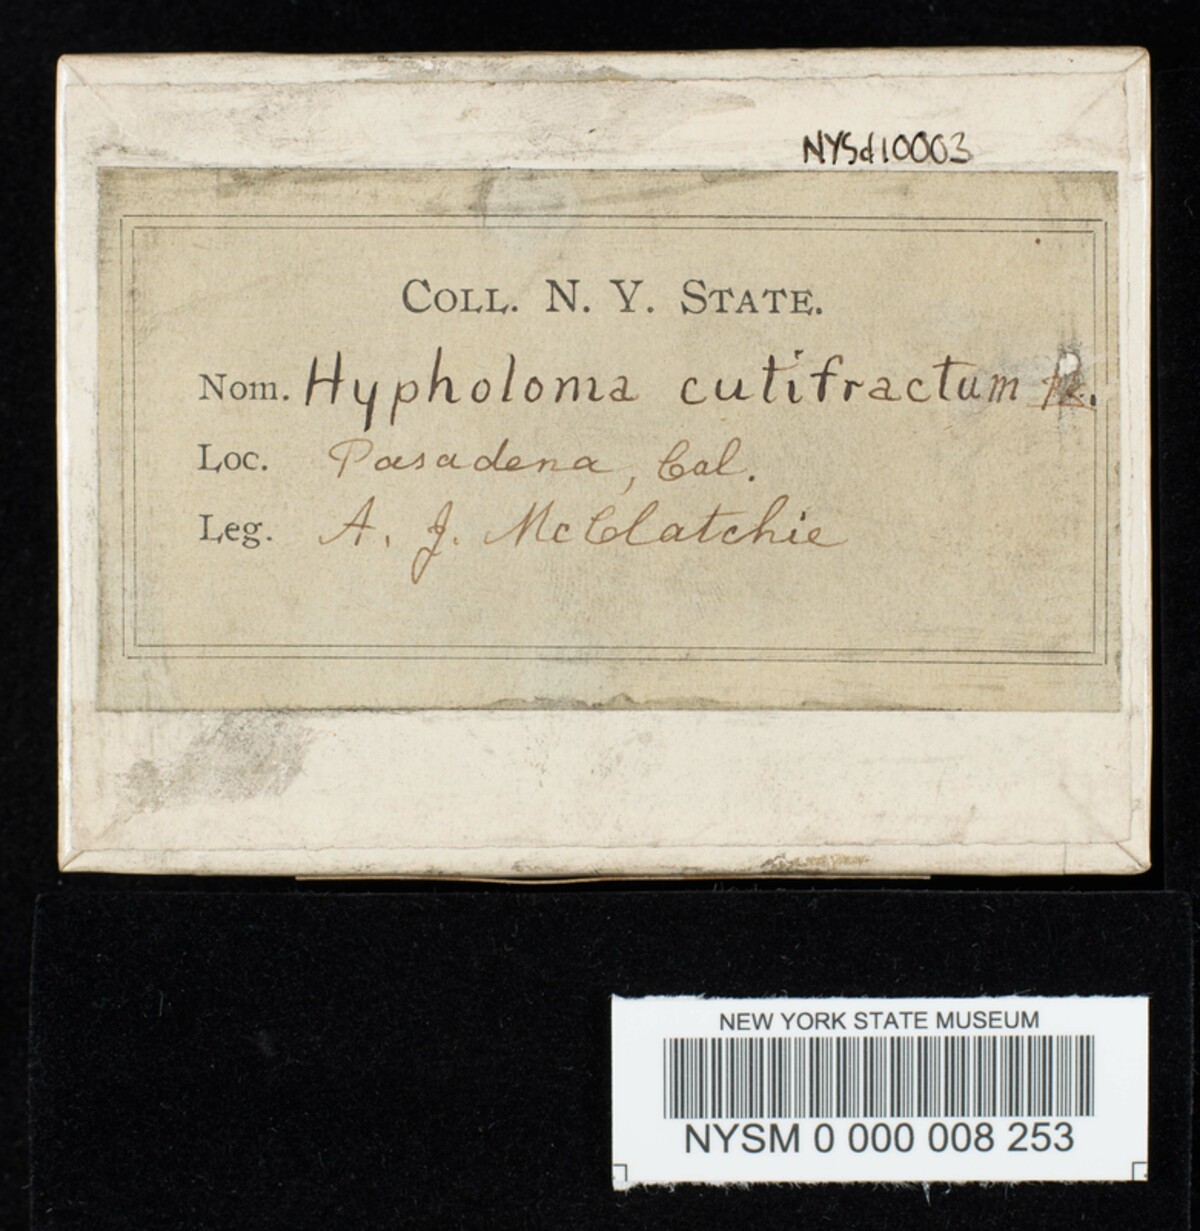 NYSd10003
COLL. N. Y. STATE.
Nom. Hypholoma cutifractum Pk.
Loc. Pasadena, Cal.
Leg. A. J. McClatchie
NEW YORK STATE MUSEUM
NYSM 0 000 008 253